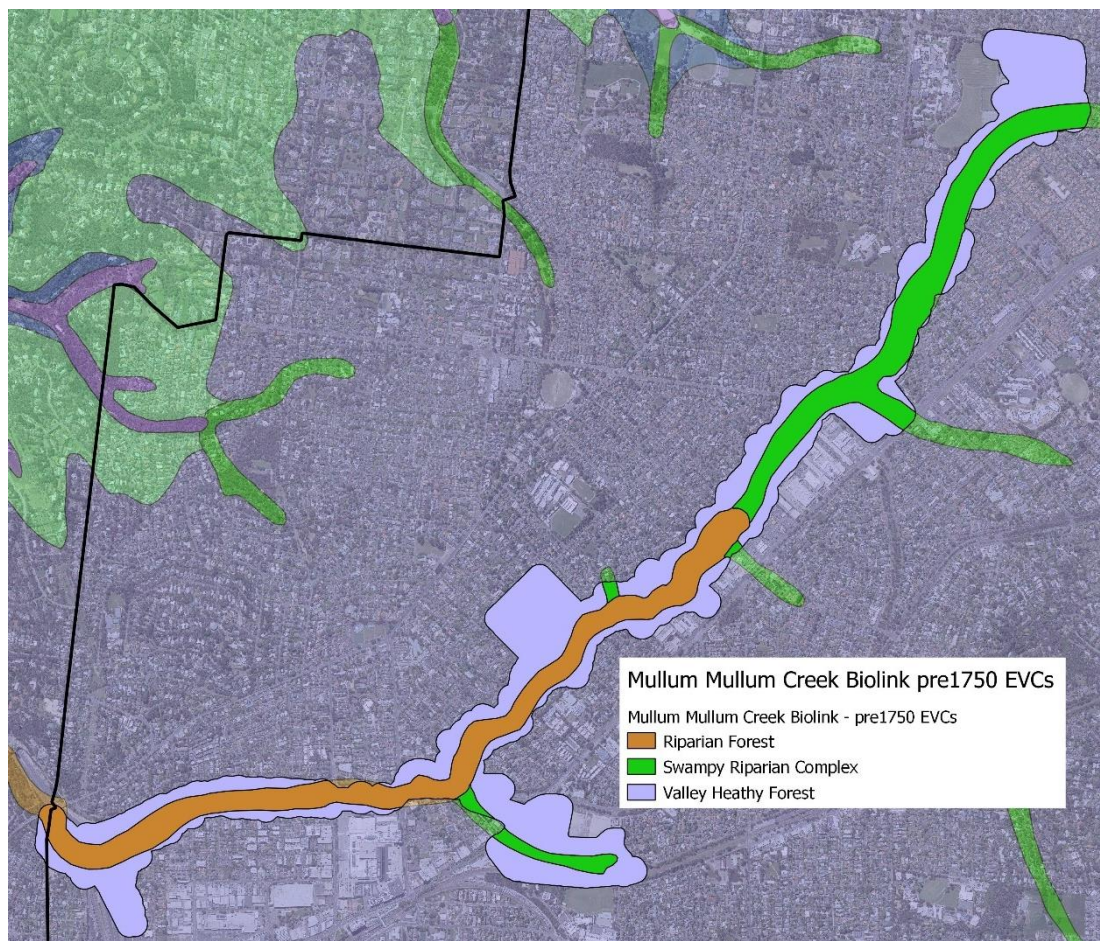 Mullum Mullum Creek Biolink pre1750 EVCs
Mullum Mullum Creek Biolink - pre1750 EVCs
Riparian Forest
Swampy Riparian Complex
Valley Heathy Forest